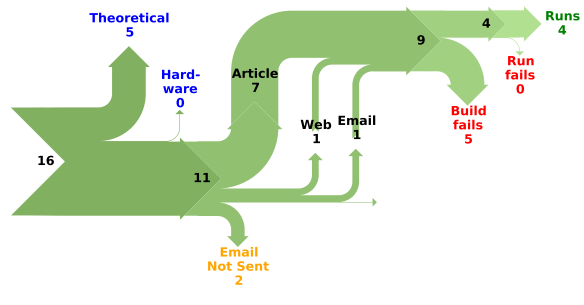 Theoretical
5
Hard-
ware
0
16
11
Article
7
Web
1
Email
1
Email
Not Sent
2
9
4
Runs
4
Run
fails
0
Build
fails
5